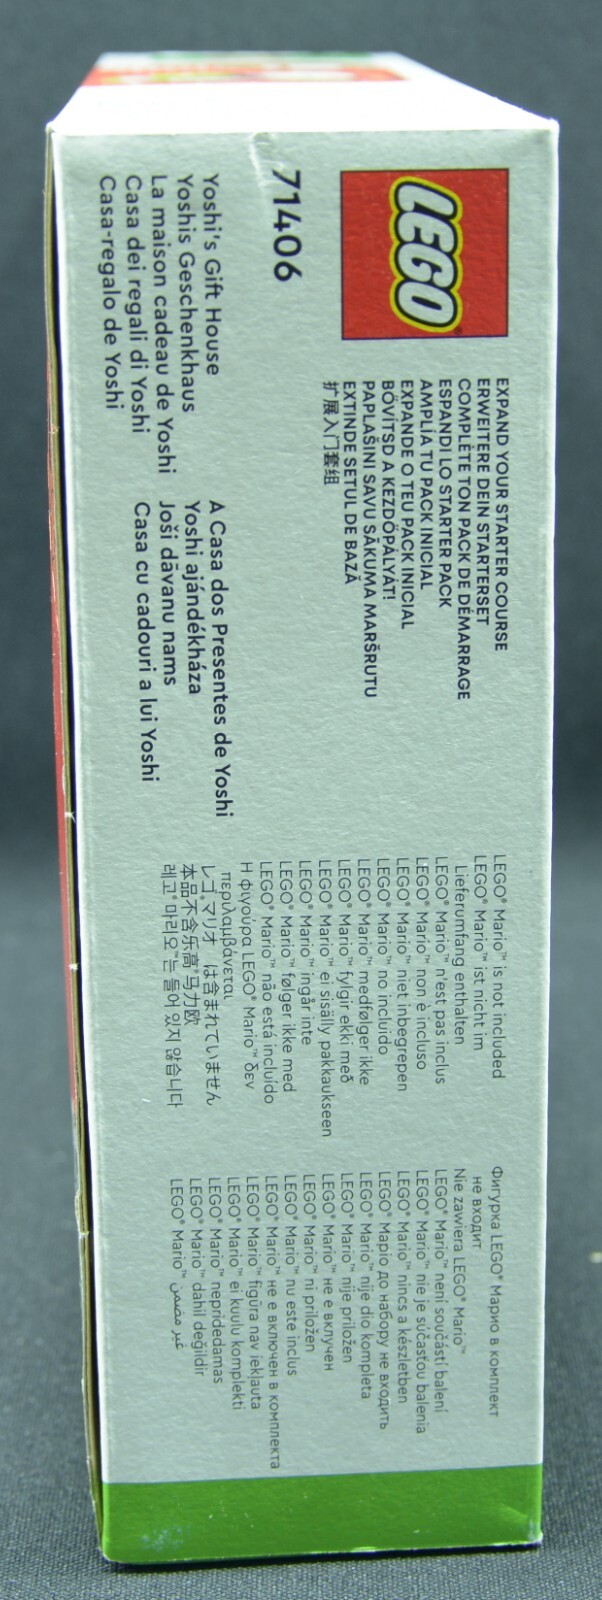 LEGO
71406
Yoshi's Gift House
Yoshis Geschenkhaus
La maison cadeau de Yoshi
Casa dei regali di Yoshi
Casa-regalo de Yoshi
A Casa dos Presentes de Yoshi
Yoshi ajándékháza
Joši dāvanu nams
Casa cu cadouri a lui Yoshi
EXPAND YOUR STARTER COURSE
ERWEITERE DEIN STARTERSET
COMPLÈTE TON PACK DE DÉMARRAGE
ESPANDI LO STARTER PACK
AMPLÍA TU PACK INICIAL
EXPANDE O TEU PACK INICIAL
BŐVÍTSD A KEZDŐPÁLYÁT!
PAPLAŠINI SAVU SĀKUMA MARŠRUTU
EXTINDE SETUL DE BAZĂ
扩展入门套组
LEGO® Mario™ is not included
LEGO® Mario™ ist nicht im
Lieferumfang enthalten
LEGO® Mario™ n'est pas inclus
LEGO® Mario™ non è incluso
LEGO® Mario™ niet inbegrepen
LEGO® Mario™ no incluido
LEGO® Mario™ medfølger ikke
LEGO® Mario™ fylgir ekki með
LEGO® Mario™ ei sisälly pakkaukseen
LEGO® Mario™ ingår inte
LEGO® Mario™ følger ikke med
LEGO® Mario™ não está incluído
Η φιγούρα LEGO® Mario™ δεν
περιλαμβάνεται
レゴ®マリオ™は含まれていません
本品不含乐高®马力欧™
레고® 마리오™는 들어 있지 않습니다
Фигурка LEGO® Марио в комплект
не входит
Nie zawiera LEGO® Mario™
LEGO® Mario™ není součástí balení
LEGO® Mario™ nie je súčasťou balenia
LEGO® Mario™ nincs a készletben
LEGO® Маріо до набору не входить
LEGO® Mario™ nije dio kompleta
LEGO® Mario™ nije priložen
LEGO® Mario™ не е включен
LEGO® Mario™ ni priložen
LEGO® Mario™ nu este inclus
LEGO® Mario™ не е включен в комплекта
LEGO® Mario™ figūra nav iekļauta
LEGO® Mario™ ei kuulu komplekti
LEGO® Mario™ nepridedamas
LEGO® Mario™ dahil değildir
LEGO® Mario™ غير مضمن